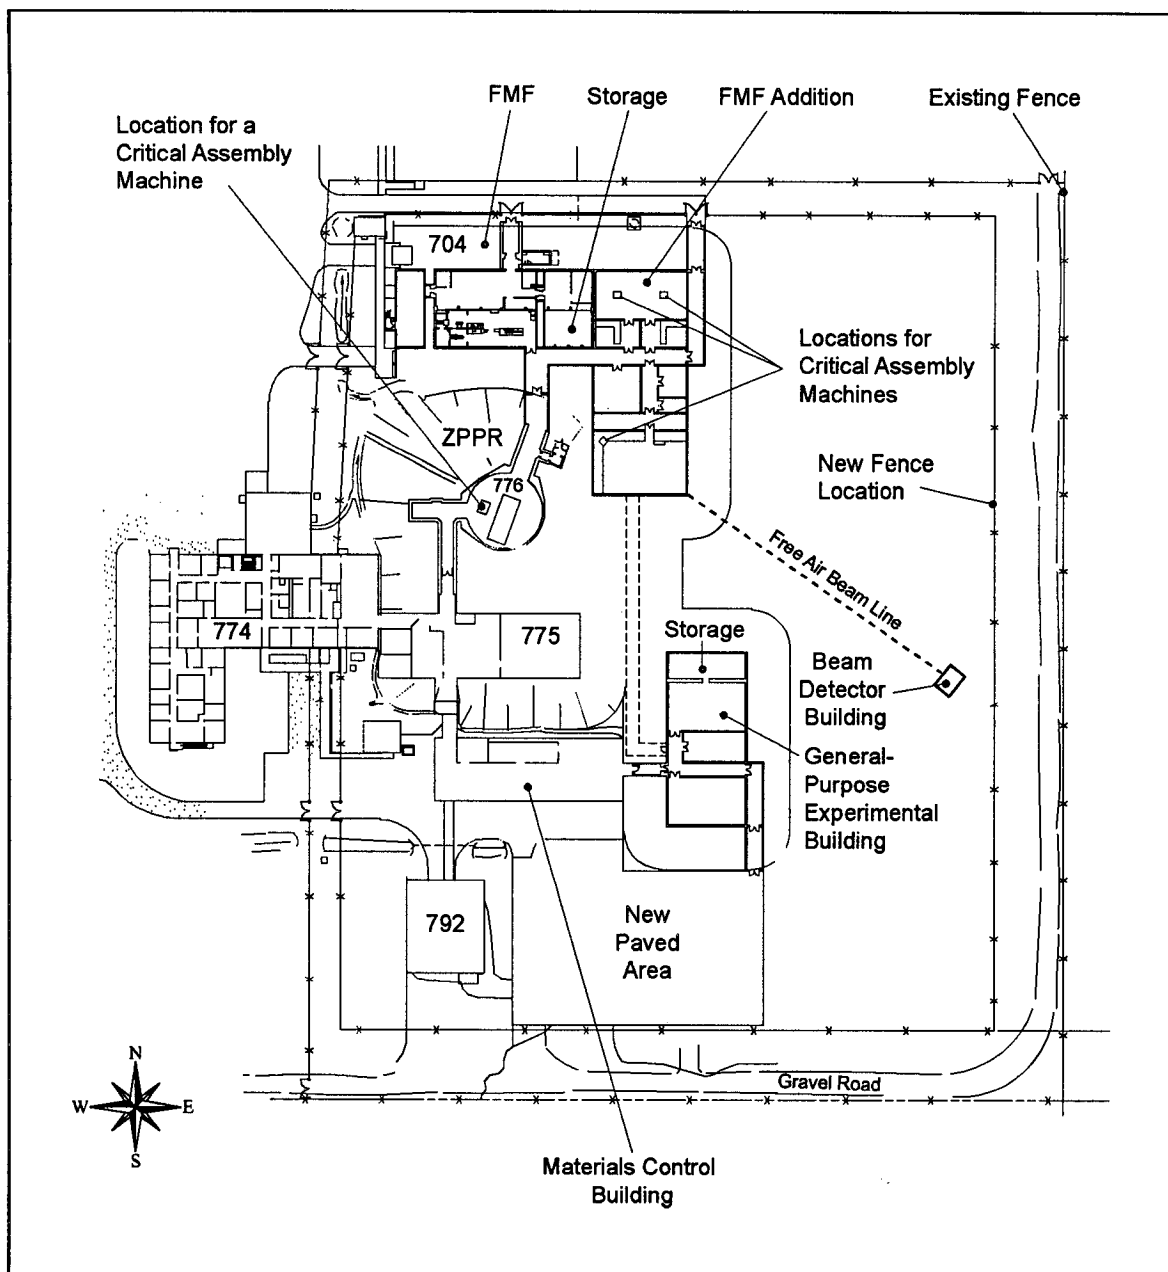 FMF
Storage
FMF Addition
Existing Fence
Location for a
Critical Assembly
Machine
704
Locations for
Critical Assembly
Machines
ZPPR
776
New Fence
Location
Free Air Beam Line
774
775
Storage
Beam
Detector
Building
General-
Purpose
Experimental
Building
792
New
Paved
Area
Gravel Road
N
W
E
S
Materials Control
Building